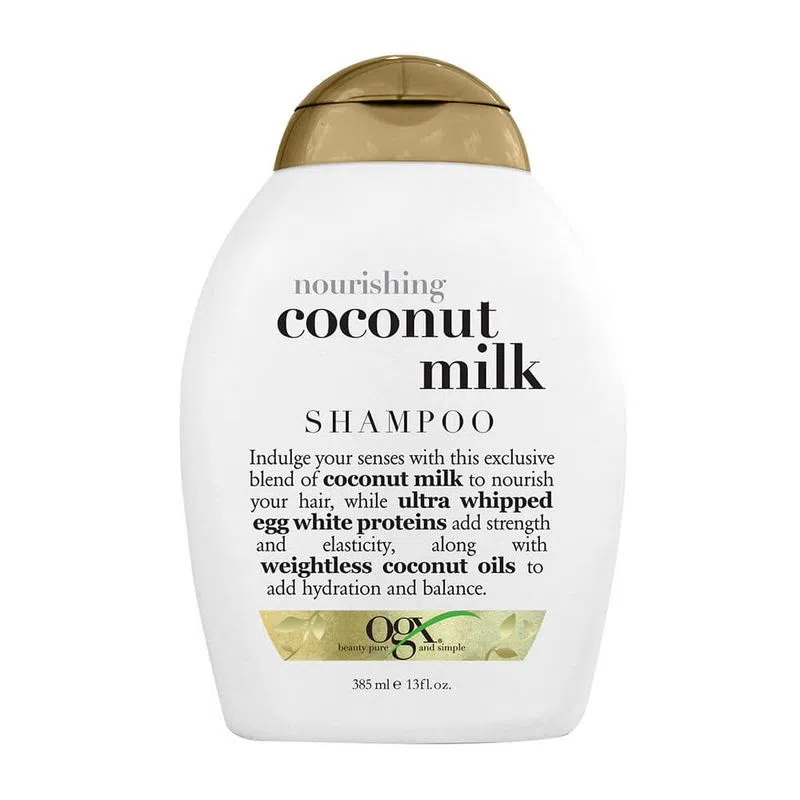 nourishing
coconut
milk
SHAMPOO
Indulge your senses with this exclusive
blend of coconut milk to nourish
your hair, while ultra whipped
egg white proteins add strength
and elasticity, along with
weightless coconut oils to
add hydration and balance.
ogx®
beauty pure and simple
385 ml e 13fl.oz.